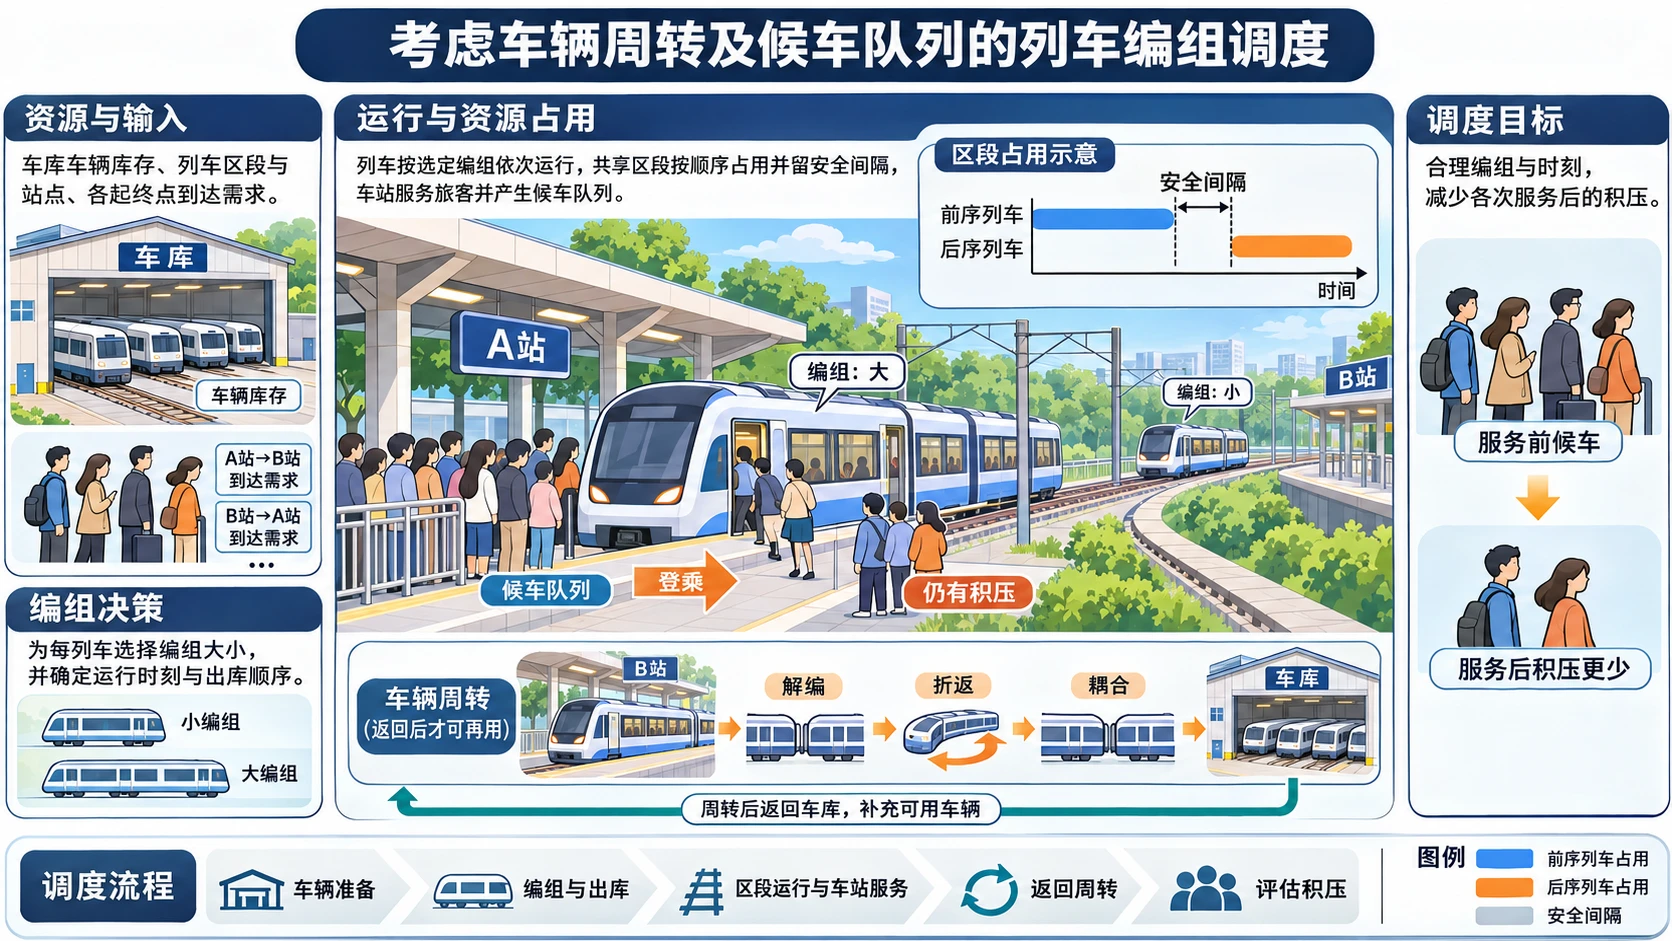 考虑车辆周转及候车队列的列车编组调度
资源与输入
车库车辆库存、列车区段与
站点、各起终点到达需求。
车库
车辆库存
A站→B站
到达需求
B站→A站
到达需求
•••
编组决策
为每列车选择编组大小，
并确定运行时刻与出库顺序。
小编组
大编组
运行与资源占用
列车按选定编组依次运行，共享区段按顺序占用并留安全间隔，
车站服务旅客并产生候车队列。
区段占用示意
安全间隔
前序列车
后序列车
时间
A站
编组：大
编组：小
B站
候车队列
登乘
仍有积压
车辆周转
（返回后才可再用）
B站
解编
折返
耦合
车库
周转后返回车库，补充可用车辆
调度目标
合理编组与时刻，
减少各次服务后的积压。
服务前候车
服务后积压更少
调度流程
车辆准备
编组与出库
区段运行与车站服务
返回周转
评估积压
图例
前序列车占用
后序列车占用
安全间隔